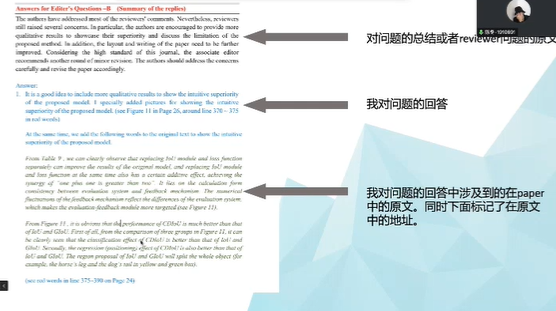 Answers for Editor's Questions –B (Summary of the replies)
The authors have addressed most of the reviewers' comments. Nevertheless, reviewers
still raised several concerns. In particular, the authors are encouraged to provide more
qualitative results to showcase their superiority and discuss the limitation of the
proposed method. In addition, the layout and writing of the paper need to be further
improved. Considering the high standard of this journal, the associate editor
recommends another round of minor revision. The authors should address the concerns
carefully and revise the paper accordingly.
Answer:
1. It is a good idea to include more qualitative results to show the intuitive superiority
of the proposed model. I specially added pictures for showing the intuitive
superiority of the proposed model. (see Figure 11 in Page 26, around line 370 – 375
in red words)
At the same time, we add the following words to the original text to show the intuitive
superiority of the proposed model.
From Table 9 , we can clearly observe that replacing IoU module and loss function
separately can improve the results of the original model, and replacing IoU module
and loss function at the same time also has a certain additive effect, achieving the
synergy of "one plus one is greater than two". It lies on the calculation form
consistency between evaluation system and feedback mechanism. The numerical
fluctuations of the feedback mechanism reflect the differences of the evaluation system,
which makes the evaluation feedback more targeted (see Figure 11).
From Figure 11 , it is obvious that the performance of CDIoU is much better than that
of IoU and GIoU. First of all, from the comparison of three groups in Figure 11, it can
be clearly seen that the classification effect of CDIoU is better than that of IoU and
GIoU. Secondly, the regression (positioning) effect of CDIoU is also better than that of
IoU and GIoU. The region proposal of IoU and GIoU will split the whole object (for
example, the horse's leg and the dog's tail in yellow and green box).
(see red words in line 375–390 on Page 24)
对问题的总结或者reviewer问题的原文
我对问题的回答
我对问题的回答中涉及到的在paper
中的原文。同时下面标记了在原文
中的地址。